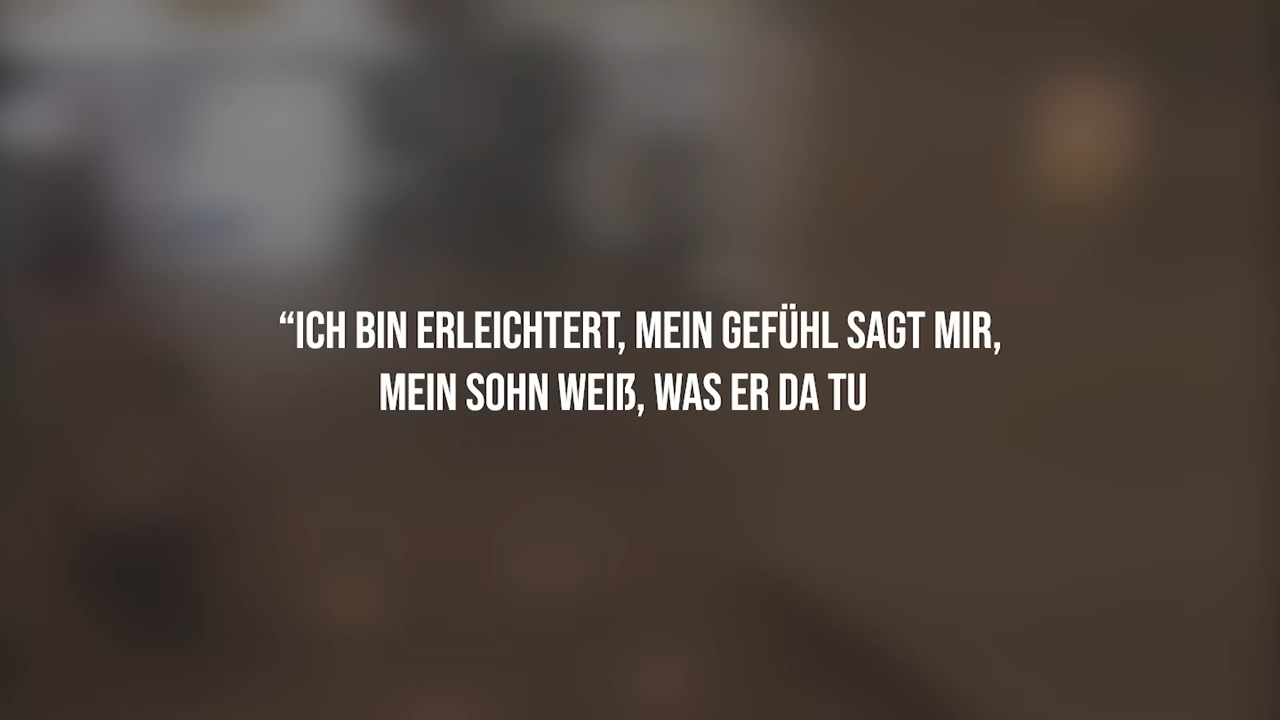 “ICH BIN ERLEICHTERT, MEIN GEFÜHL SAGT MIR,
MEIN SOHN WEIß, WAS ER DA TU